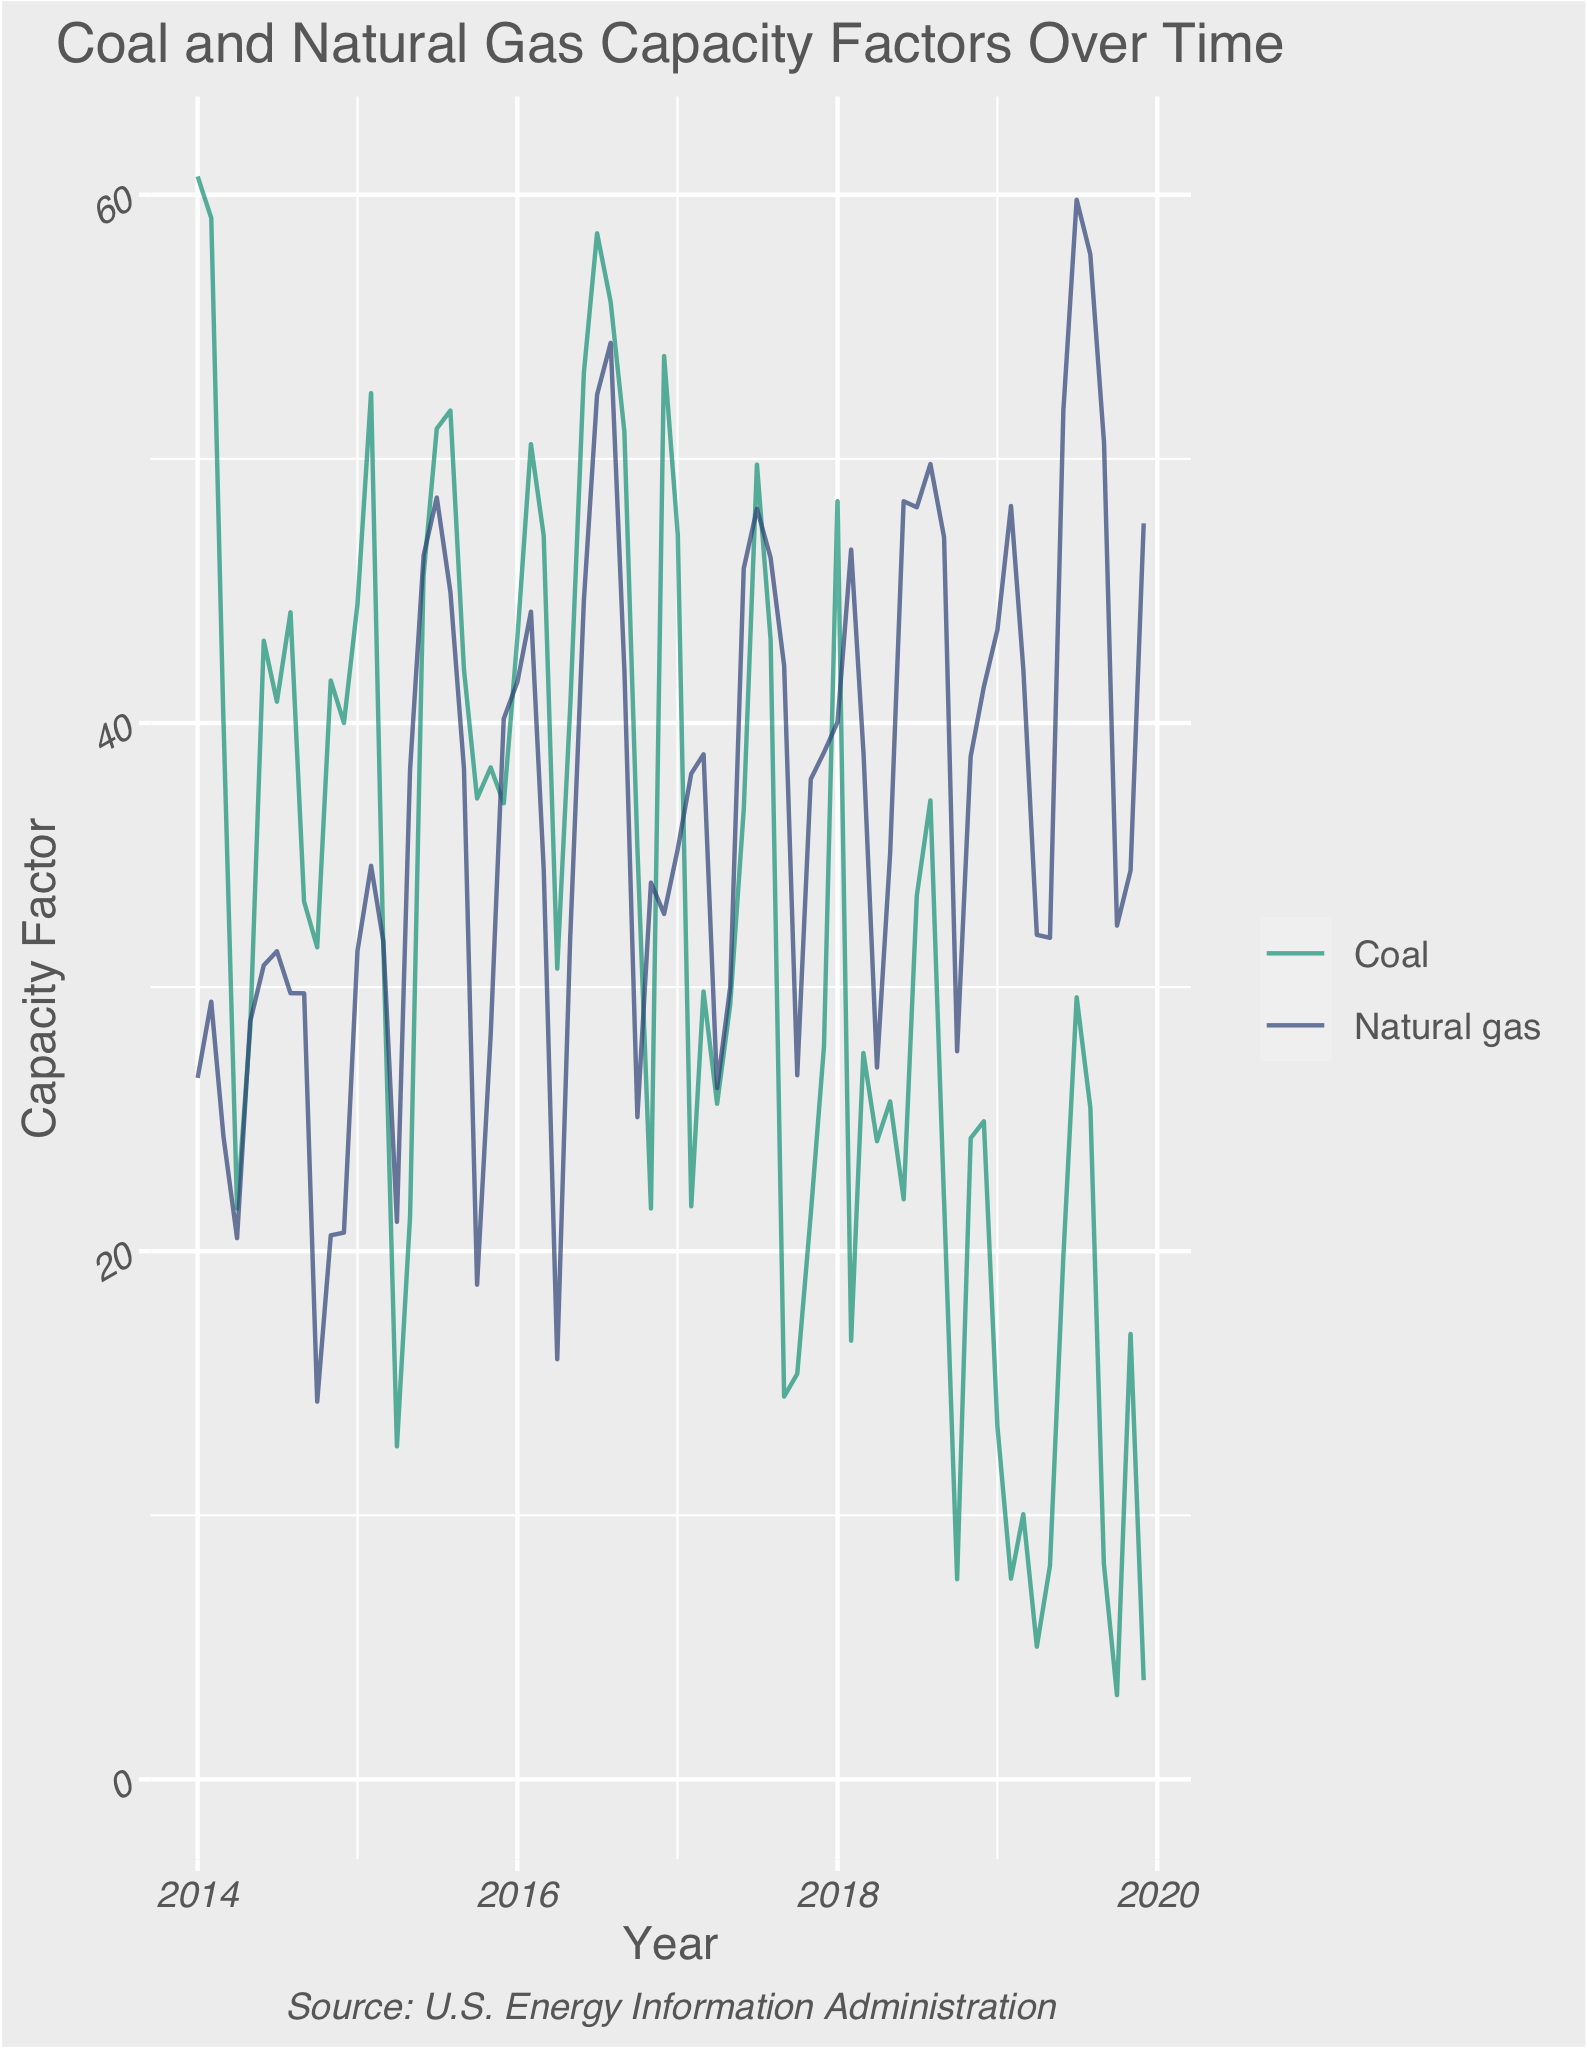 Coal and Natural Gas Capacity Factors Over Time
60
40
20
0
Capacity Factor
2014 2016 2018 2020
Year
Coal
Natural gas
Source: U.S. Energy Information Administration